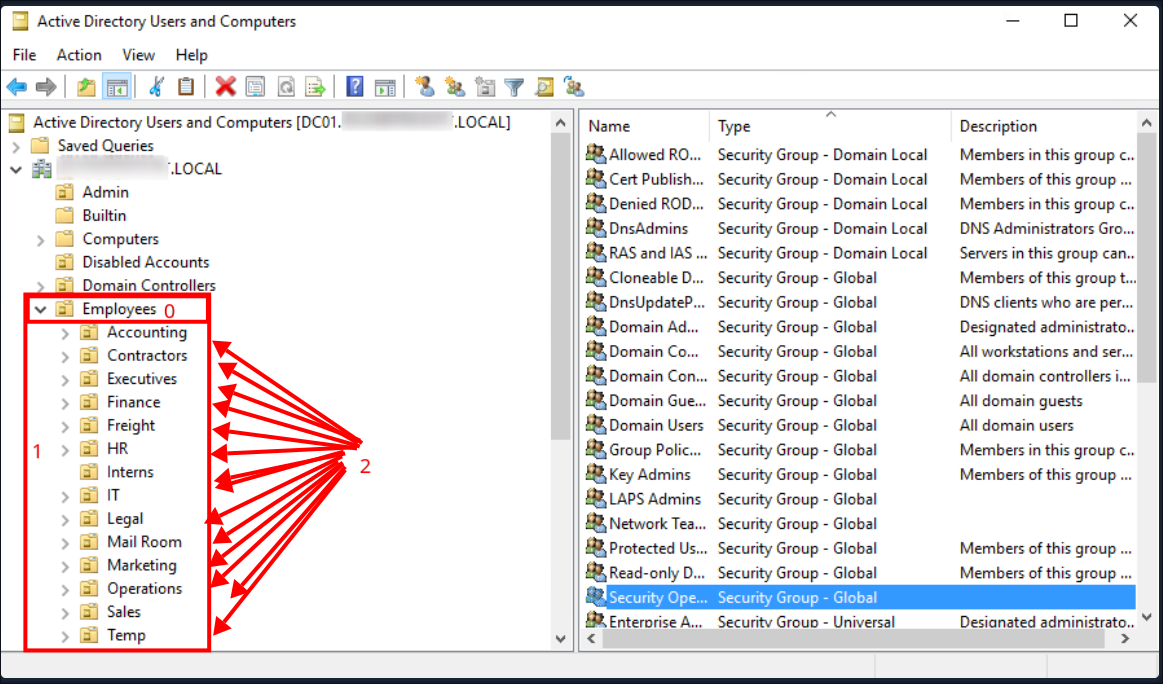 Active Directory Users and Computers
File Action View Help
Active Directory Users and Computers [DC01. .LOCAL]
Saved Queries
.LOCAL
Admin
Builtin
Computers
Disabled Accounts
Domain Controllers
Employees 0
Accounting
Contractors
Executives
Finance
Freight
1
HR
Interns
IT
Legal
Mail Room
Marketing
Operations
Sales
Temp
2
Name Type Description
Allowed RO... Security Group - Domain Local Members in this group c...
Cert Publish... Security Group - Domain Local Members of this group ...
Denied ROD... Security Group - Domain Local Members in this group c...
DnsAdmins Security Group - Domain Local DNS Administrators Gro...
RAS and IAS ... Security Group - Domain Local Servers in this group can...
Cloneable D... Security Group - Global Members of this group t...
DnsUpdateP... Security Group - Global DNS clients who are per...
Domain Ad... Security Group - Global Designated administrato...
Domain Co... Security Group - Global All workstations and ser...
Domain Con... Security Group - Global All domain controllers i...
Domain Gue... Security Group - Global All domain guests
Domain Users Security Group - Global All domain users
Group Polic... Security Group - Global Members in this group c...
Key Admins Security Group - Global Members of this group ...
LAPS Admins Security Group - Global
Network Tea... Security Group - Global
Protected Us... Security Group - Global Members of this group ...
Read-only D... Security Group - Global Members of this group ...
Security Ope... Security Group - Global
Enterprise A... Security Group - Universal Designated administrato...